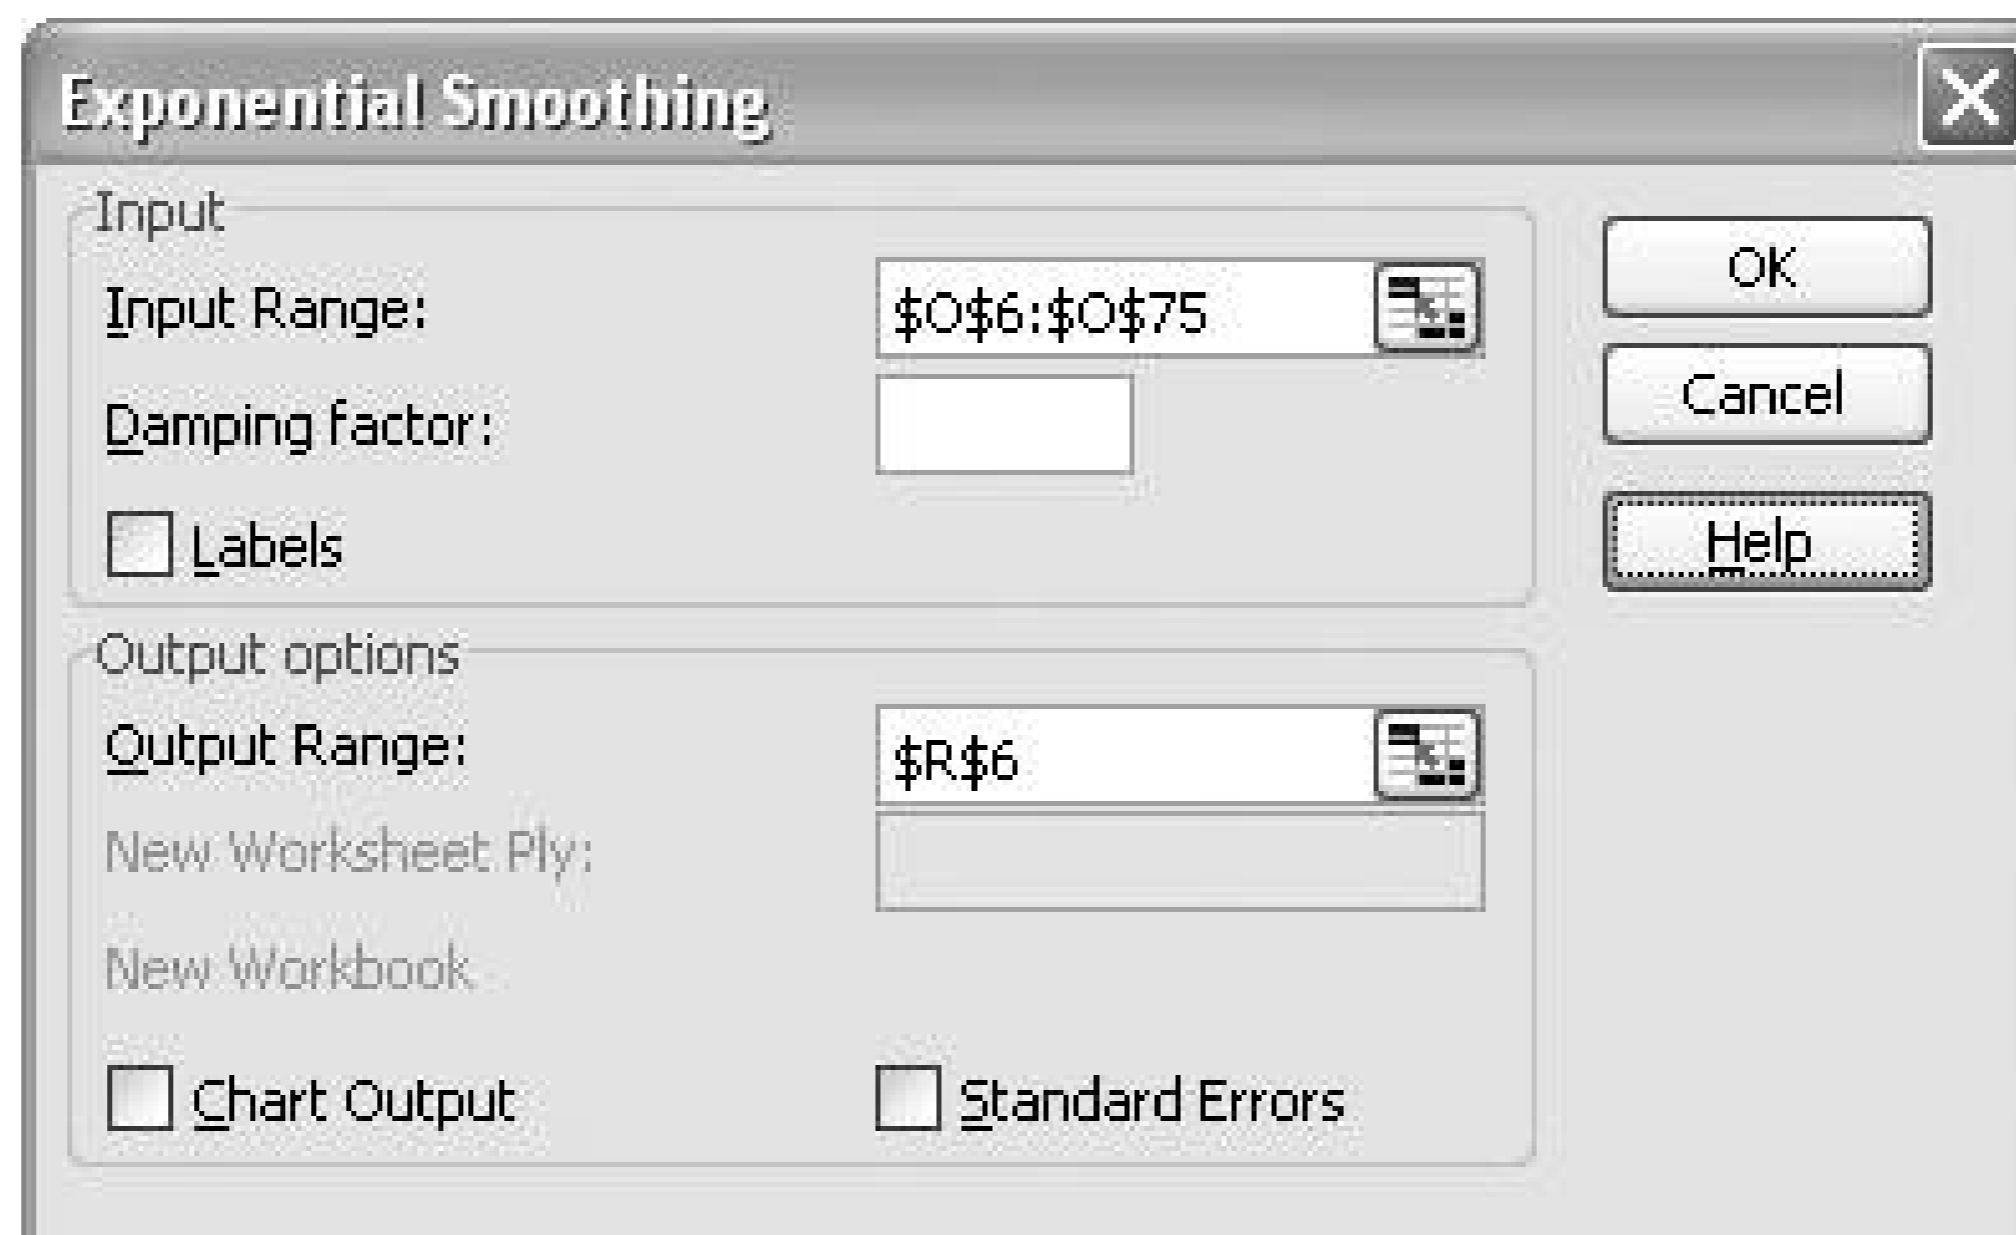 Exponential Smoothing
Input
Input Range: $O$6:$O$75
Damping factor:
Labels
OK
Cancel
Help
Output options
Output Range: $R$6
New Worksheet Ply:
New Workbook
Chart Output Standard Errors